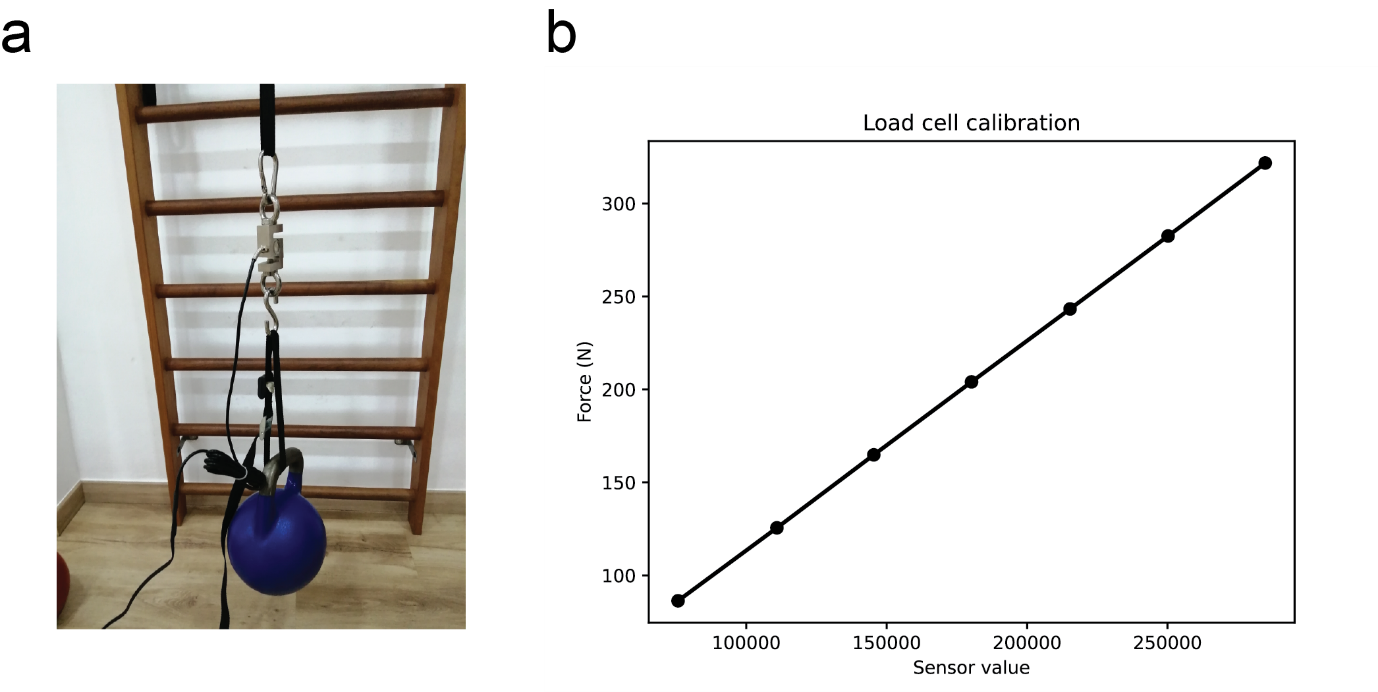 a
b
Load cell calibration
300
250
200
150
100
Force (N)
100000 150000 200000 250000
Sensor value